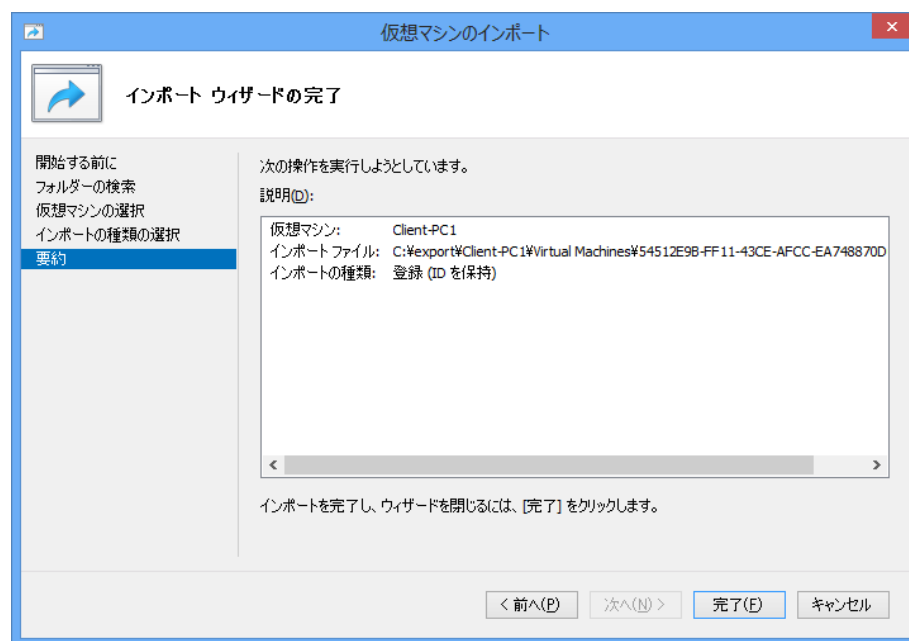 仮想マシンのインポート
インポート ウィザードの完了
開始する前に
フォルダーの検索
仮想マシンの選択
インポートの種類の選択
要約
次の操作を実行しようとしています。
説明(D):
仮想マシン: Client-PC1
インポート ファイル: C:¥export¥Client-PC1¥Virtual Machines¥54512E9B-FF11-43CE-AFCC-EA748870D
インポートの種類: 登録 (ID を保持)
インポートを完了し、ウィザードを閉じるには、[完了] をクリックします。
< 前へ(P) 次へ(N) > 完了(F) キャンセル